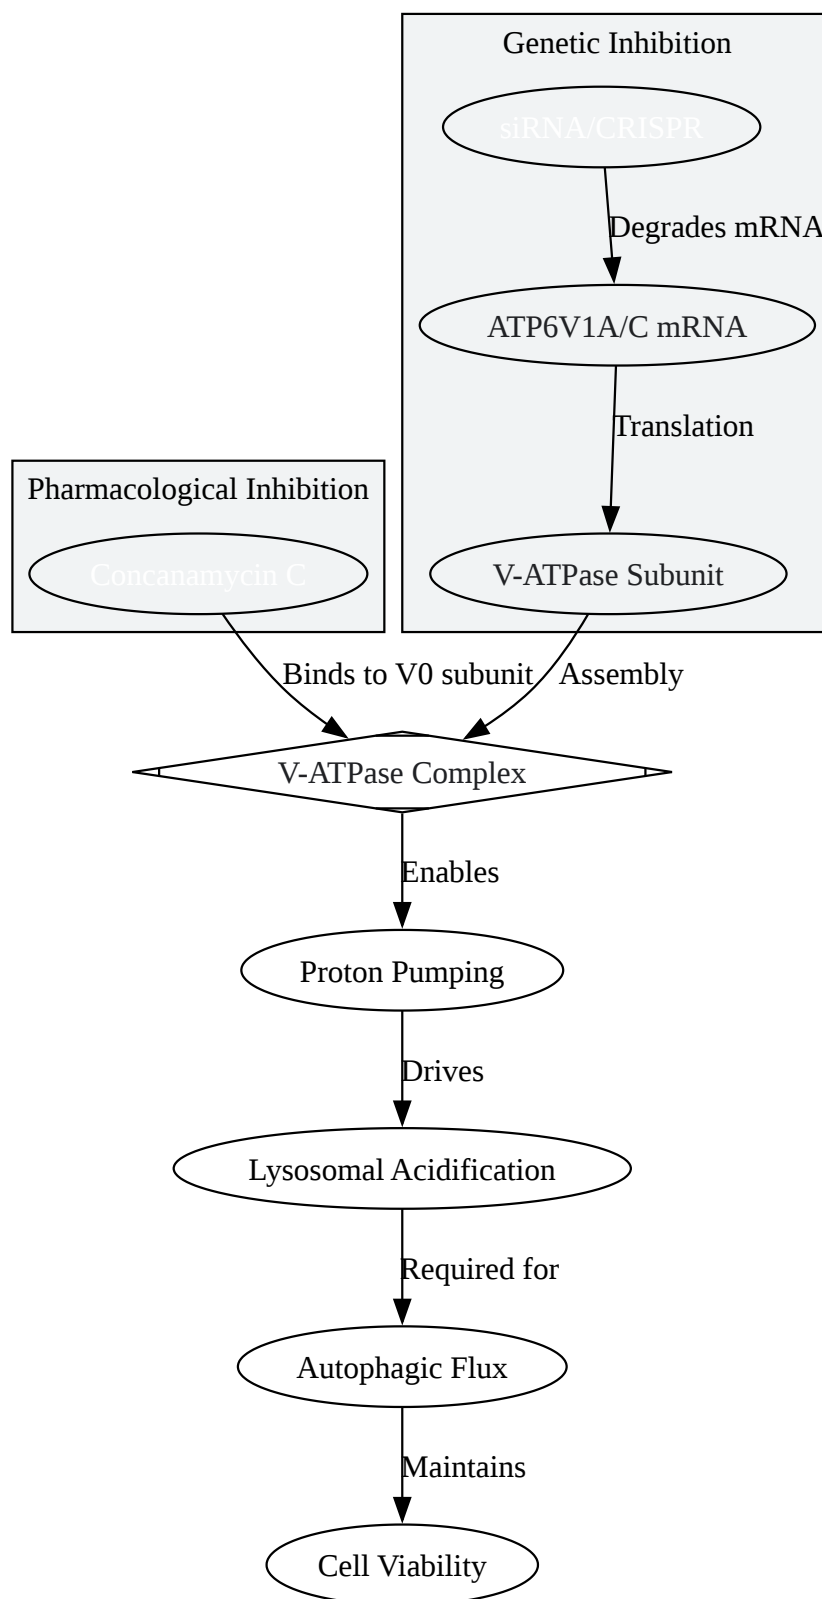 Genetic Inhibition
siRNA/CRISPR
Degrades mRNA
ATP6V1A/C mRNA
Translation
Pharmacological Inhibition
Concanamycin C
V-ATPase Subunit
Binds to V0 subunit
Assembly
V-ATPase Complex
Enables
Proton Pumping
Drives
Lysosomal Acidification
Required for
Autophagic Flux
Maintains
Cell Viability